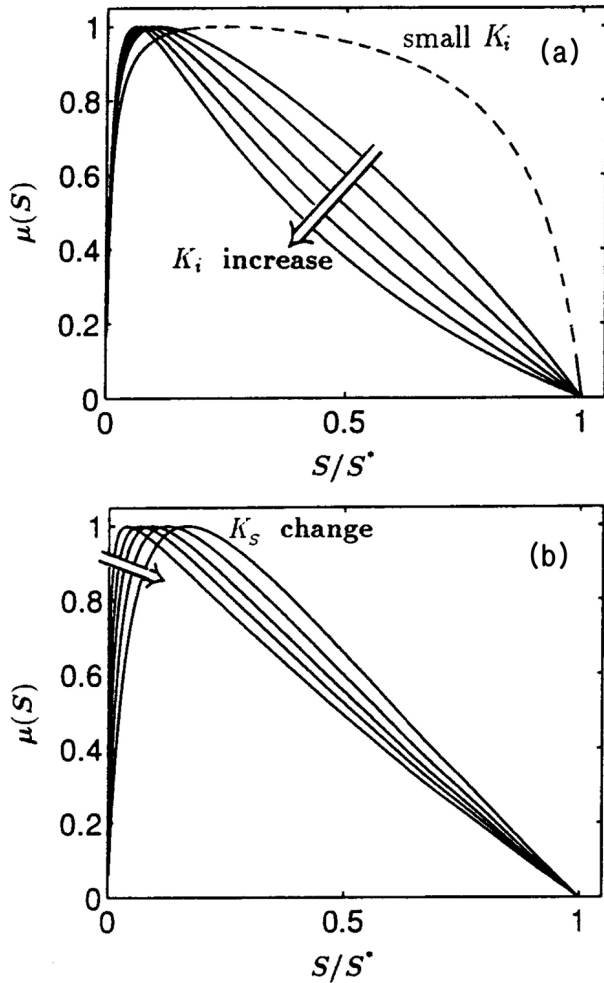 small K_i
(a)
1
0.8
0.6
0.4
0.2
0
μ(S)
K_i increase
0
0.5
1
S/S*
K_s change
(b)
1
0.8
0.6
0.4
0.2
0
μ(S)
0
0.5
1
S/S*